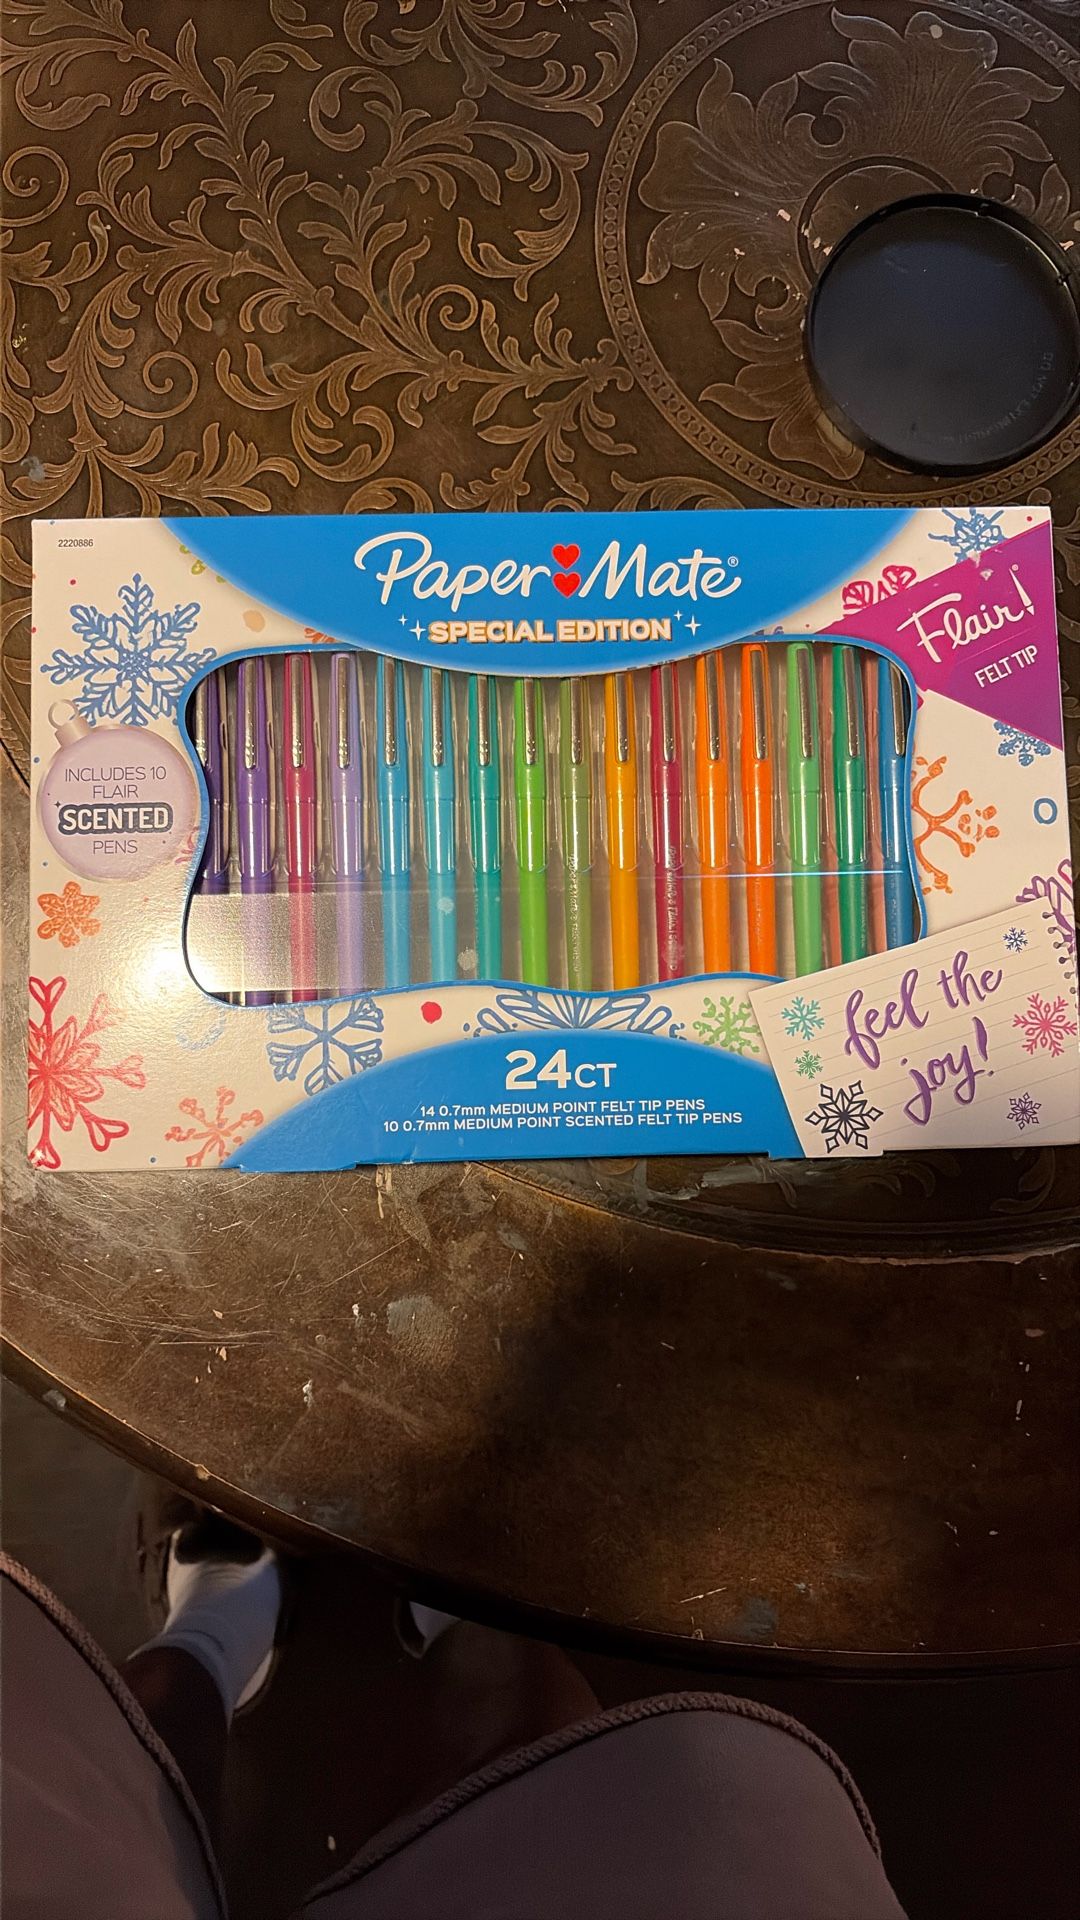 2220886
Paper Mate®
SPECIAL EDITION
Flair!®
FELT TIP
INCLUDES 10
FLAIR
SCENTED
PENS
feel the
joy!
24CT
14 0.7mm MEDIUM POINT FELT TIP PENS
10 0.7mm MEDIUM POINT SCENTED FELT TIP PENS